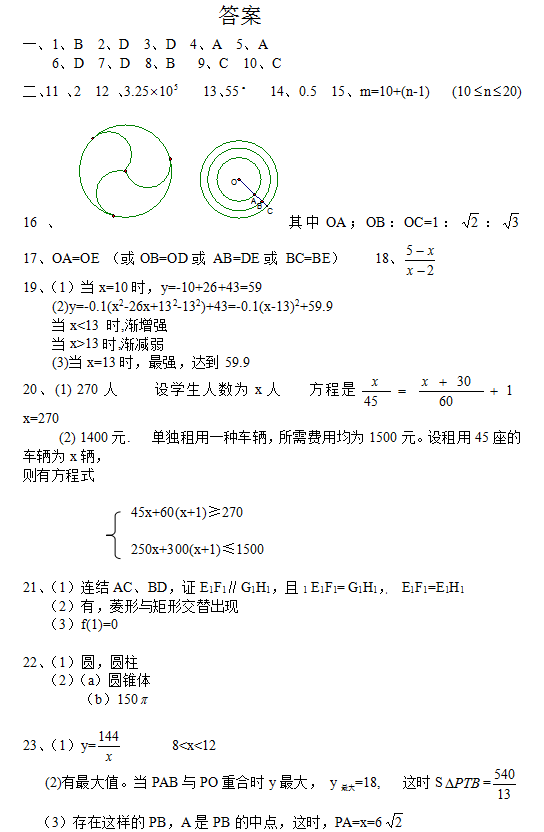 答案
一、1、B 2、D 3、D 4、A 5、A
6、D 7、D 8、B 9、C 10、C
二、11 、2 12 、3.25×10⁵ 13、55° 14、0.5 15、m=10+(n-1) (10≤n≤20)
O
A
B
C
16 、 其中 OA；OB：OC=1：√2：√3
17、OA=OE （或 OB=OD 或 AB=DE 或 BC=BE） 18、(5－x)/(x－2)
19、（1）当 x=10 时，y=-10+26+43=59
(2)y=-0.1(x²-26x+13²-13²)+43=-0.1(x-13)²+59.9
当 x<13 时,渐增强
当 x>13 时.渐减弱
(3)当 x=13 时，最强，达到 59.9
20、(1) 270 人 设学生人数为 x 人 方程是 x/45 = (x + 30)/60 + 1
x=270
(2) 1400 元. 单独租用一种车辆，所需费用均为 1500 元。设租用 45 座的
车辆为 x 辆，
则有方程式
45x+60(x+1)≥270
250x+300(x+1)≤1500
21、（1）连结 AC、BD，证 E₁F₁∥G₁H₁，且 1 E₁F₁= G₁H₁，. E₁F₁=E₁H₁
（2）有，菱形与矩形交替出现
（3）f(1)=0
22、（1）圆，圆柱
（2）（a）圆锥体
（b）150π
23、（1）y=144/x 8<x<12
(2)有最大值。当 PAB 与 PO 重合时 y 最大， y 最大=18, 这时 S△PTB=540/13
（3）存在这样的 PB，A 是 PB 的中点，这时，PA=x=6√2